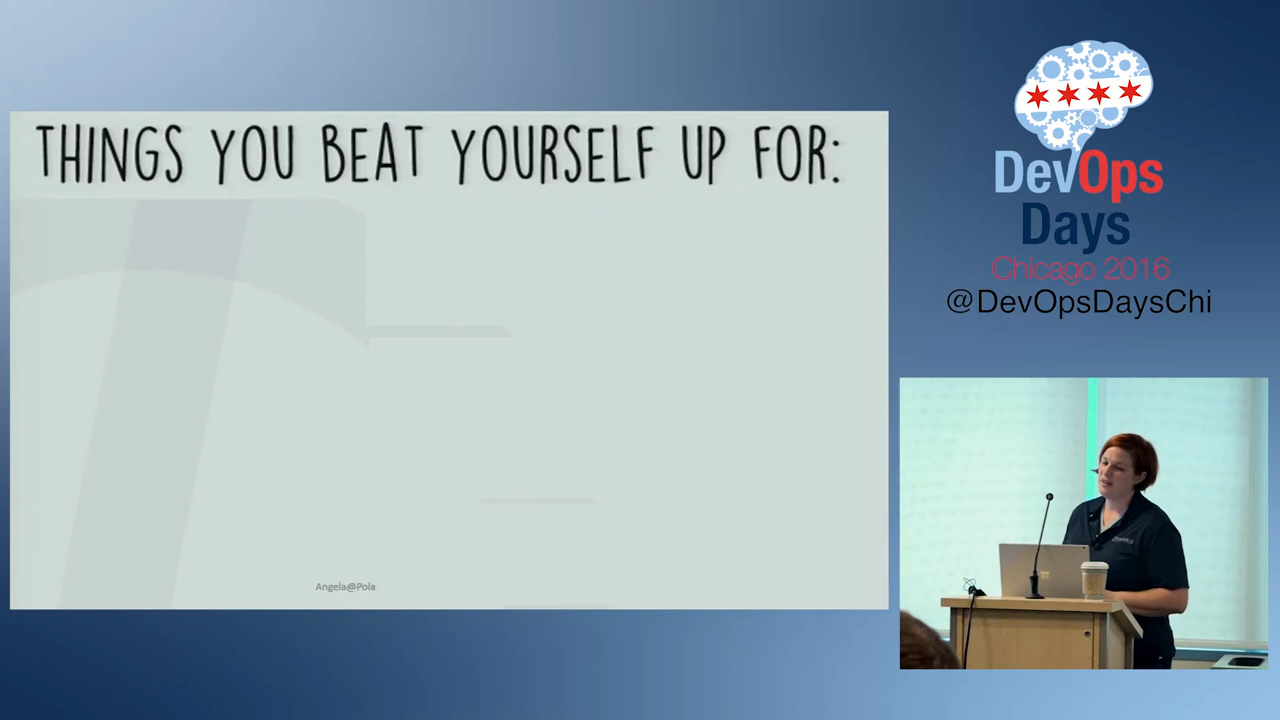 THINGS YOU BEAT YOURSELF UP FOR:
Angela@Pola
DevOps
Days
Chicago 2016
@DevOpsDaysChi